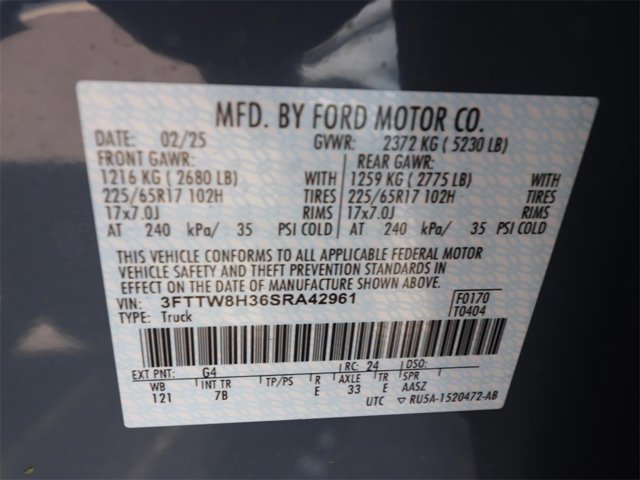 MFD. BY FORD MOTOR CO.
DATE: 02/25 GVWR: 2372 KG ( 5230 LB)
FRONT GAWR: REAR GAWR:
1216 KG ( 2680 LB) WITH 1259 KG ( 2775 LB) WITH
225/65R17 102H TIRES 225/65R17 102H TIRES
17x7.0J RIMS 17x7.0J RIMS
AT 240 kPa/ 35 PSI COLD AT 240 kPa/ 35 PSI COLD
THIS VEHICLE CONFORMS TO ALL APPLICABLE FEDERAL MOTOR
VEHICLE SAFETY AND THEFT PREVENTION STANDARDS IN
EFFECT ON THE DATE OF MANUFACTURE SHOWN ABOVE.
VIN: 3FTTW8H36SRA42961 F0170
TYPE: Truck T0404
EXT PNT: G4 RC: 24 DSO:
WB INT TR TP/PS R AXLE TR SPR
121 7B E 33 E AASZ
UTC RU5A-1520472-AB